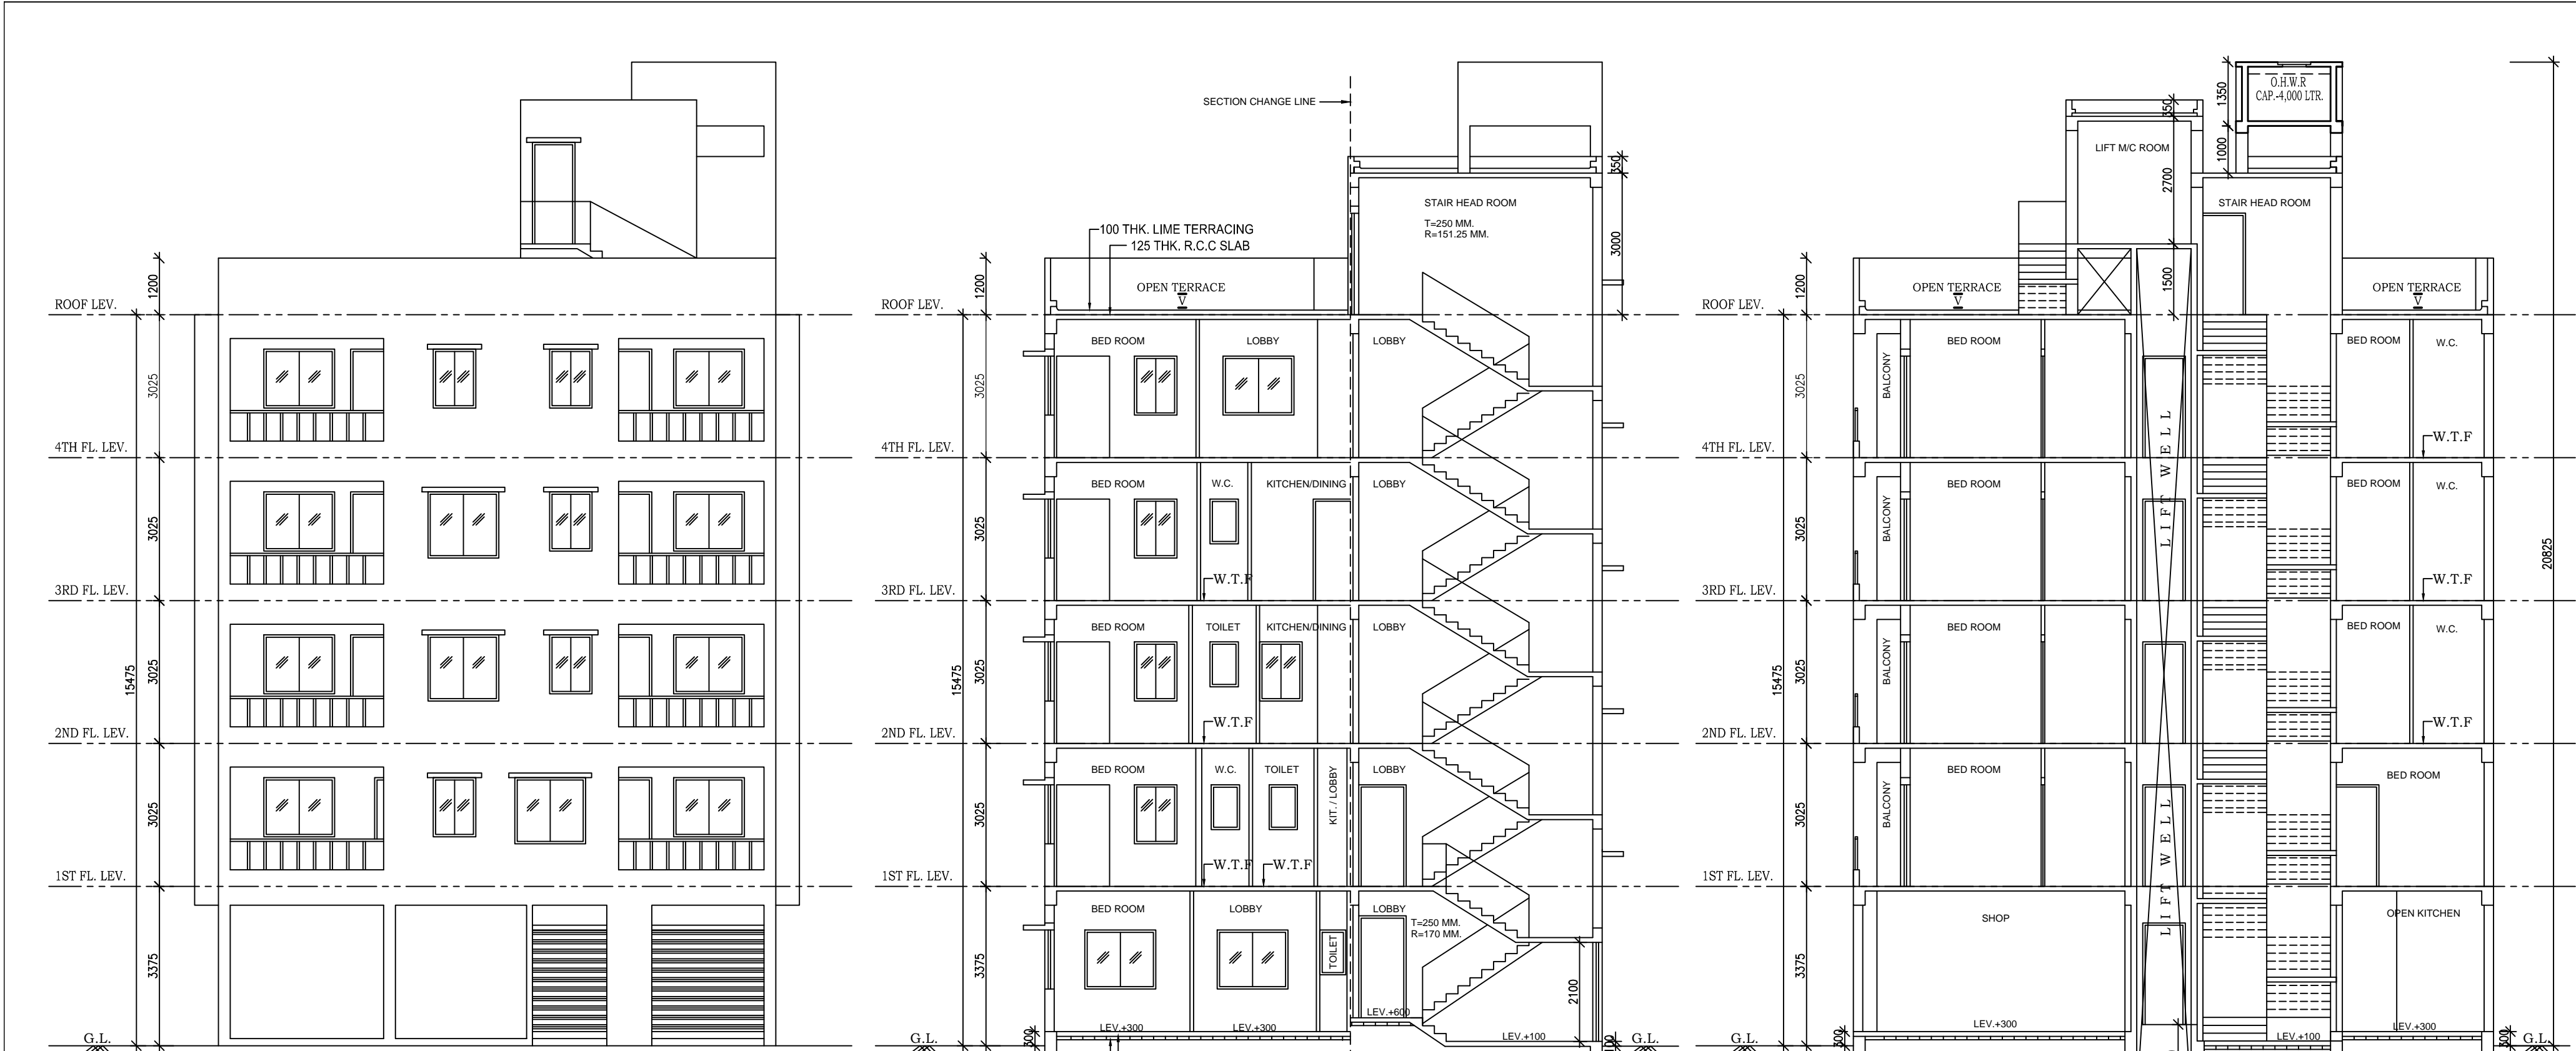 1200
ROOF LEV.
3025
4TH FL. LEV.
3025
3RD FL. LEV.
3025
15475
2ND FL. LEV.
3025
1ST FL. LEV.
3375
G.L.
SECTION CHANGE LINE
350
STAIR HEAD ROOM
T=250 MM.
R=151.25 MM.
3000
100 THK. LIME TERRACING
125 THK. R.C.C SLAB
1200
OPEN TERRACE
V
ROOF LEV.
BED ROOM
LOBBY
LOBBY
3025
4TH FL. LEV.
BED ROOM
W.C.
KITCHEN/DINING
LOBBY
3025
W.T.F
3RD FL. LEV.
BED ROOM
TOILET
KITCHEN/DINING
LOBBY
3025
15475
W.T.F
2ND FL. LEV.
BED ROOM
W.C.
TOILET
KIT. / LOBBY
LOBBY
3025
W.T.F
W.T.F
1ST FL. LEV.
BED ROOM
LOBBY
LOBBY
T=250 MM.
R=170 MM.
TOILET
3375
2100
LEV.+600
LEV.+300
LEV.+300
LEV.+100
300
G.L.
G.L.
O.H.W.R
CAP.-4,000 LTR.
1350
350
1000
LIFT M/C ROOM
2700
STAIR HEAD ROOM
1500
1200
OPEN TERRACE
V
OPEN TERRACE
V
ROOF LEV.
BED ROOM
BED ROOM
W.C.
BALCONY
3025
W.T.F
4TH FL. LEV.
LIFT WELL
BED ROOM
BED ROOM
W.C.
BALCONY
3025
20825
W.T.F
3RD FL. LEV.
BED ROOM
BED ROOM
W.C.
BALCONY
3025
15475
W.T.F
2ND FL. LEV.
BED ROOM
BED ROOM
BALCONY
3025
LIFT WELL
1ST FL. LEV.
SHOP
OPEN KITCHEN
3375
LEV.+300
LEV.+100
LEV.+300
300
300
G.L.
G.L.